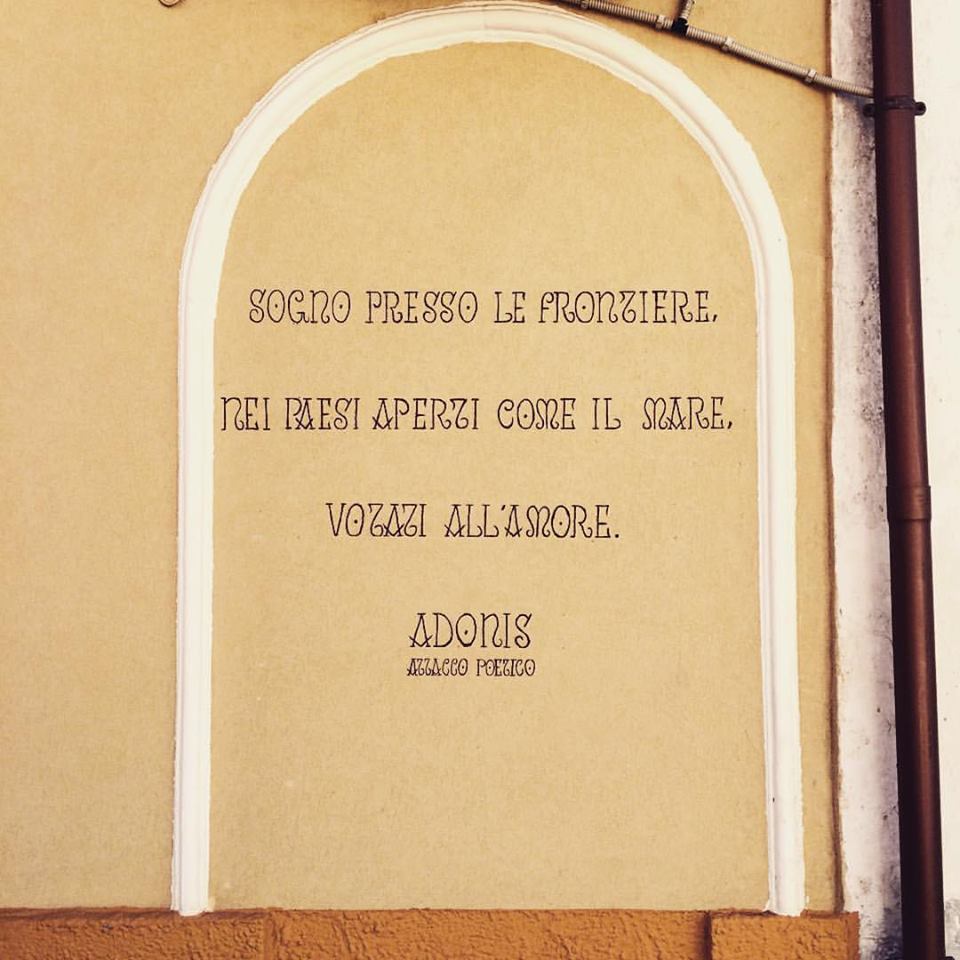 SOGNO PRESSO LE FRONTIERE,
NEI PAESI APERTI COME IL MARE,
VOTATI ALL'AMORE.
ADONIS
ATTACCO POETICO